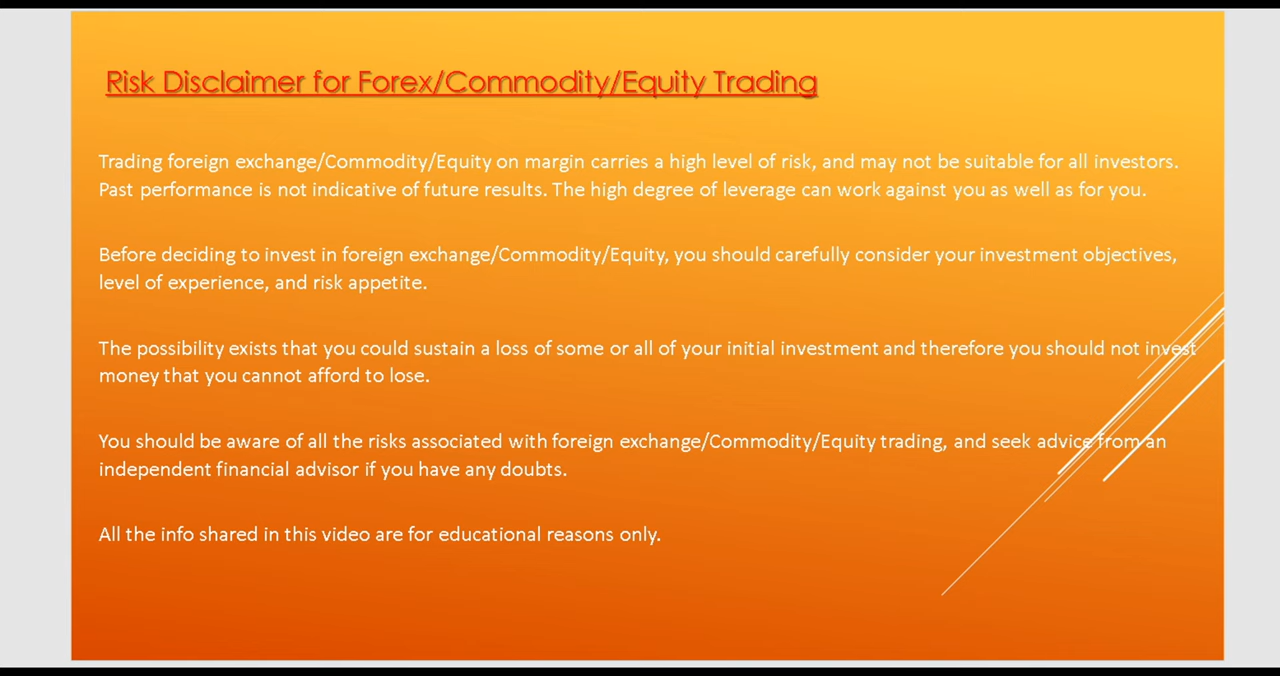 Risk Disclaimer for Forex/Commodity/Equity Trading
Trading foreign exchange/Commodity/Equity on margin carries a high level of risk, and may not be suitable for all investors.
Past performance is not indicative of future results. The high degree of leverage can work against you as well as for you.
Before deciding to invest in foreign exchange/Commodity/Equity, you should carefully consider your investment objectives,
level of experience, and risk appetite.
The possibility exists that you could sustain a loss of some or all of your initial investment and therefore you should not invest
money that you cannot afford to lose.
You should be aware of all the risks associated with foreign exchange/Commodity/Equity trading, and seek advice from an
independent financial advisor if you have any doubts.
All the info shared in this video are for educational reasons only.